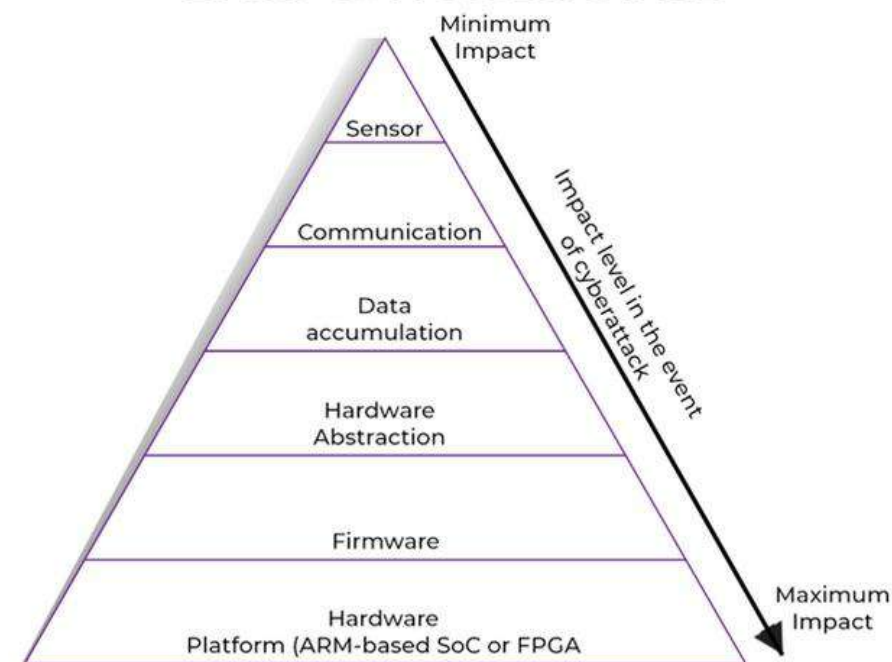 Minimum
Impact
Sensor
Communication
Data
accumulation
Impact level in the event
of cyberattack
Hardware
Abstraction
Firmware
Hardware
Platform (ARM-based SoC or FPGA
Maximum
Impact